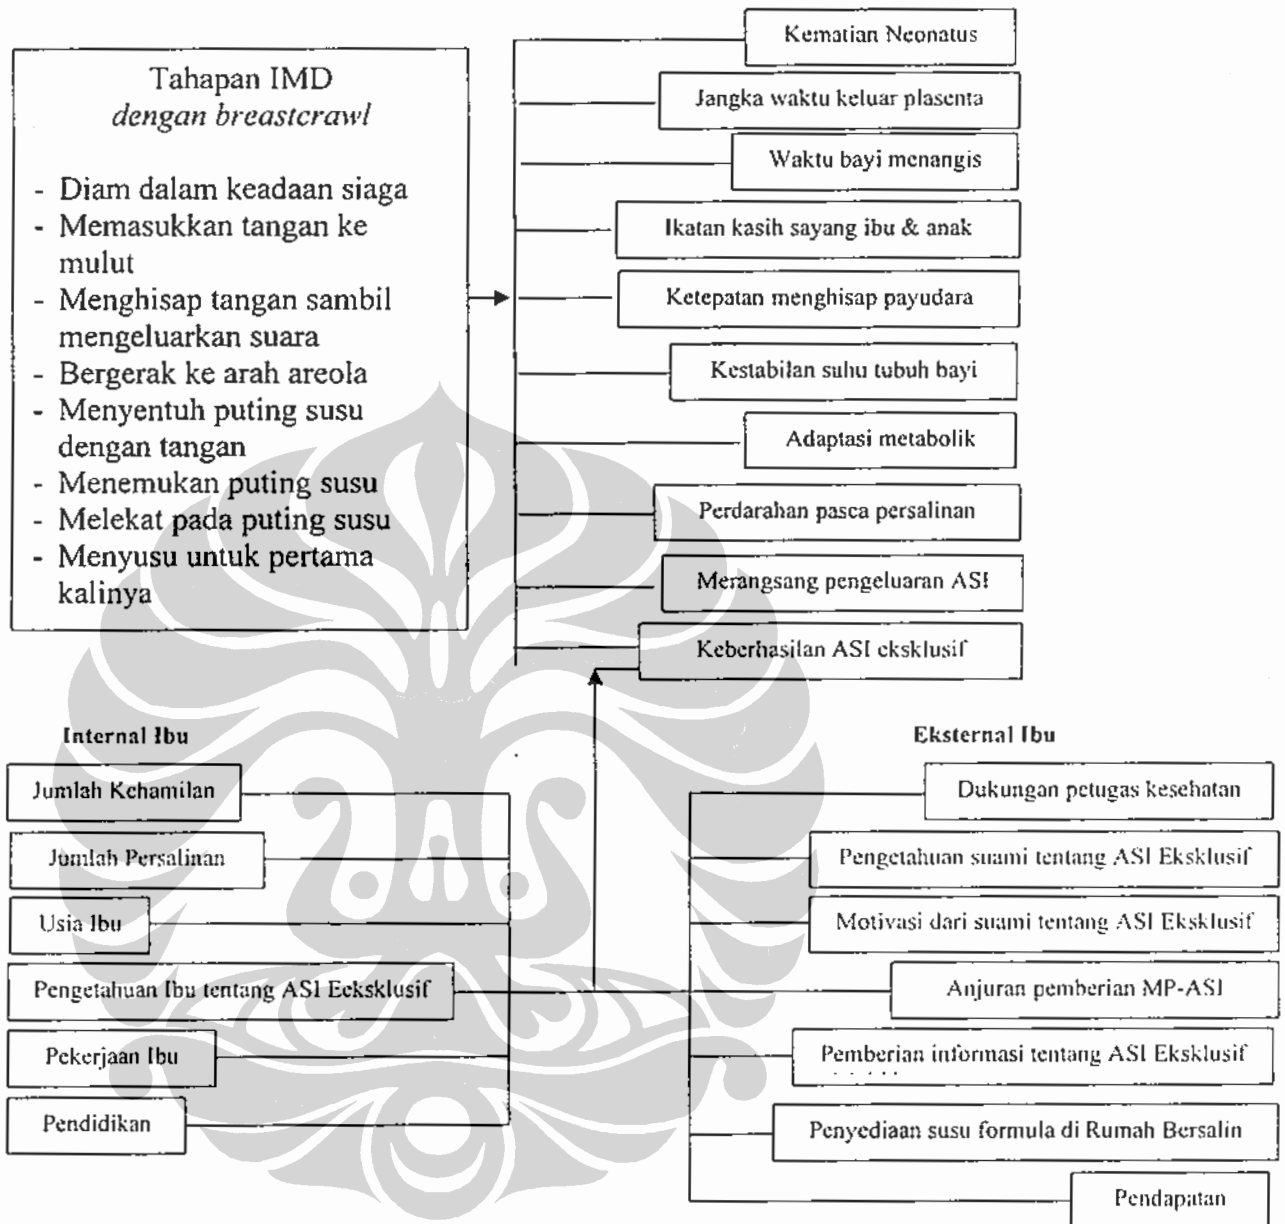 Tahapan IMD
dengan breastcrawl
- Diam dalam keadaan siaga
- Memasukkan tangan ke
mulut
- Menghisap tangan sambil
mengeluarkan suara
- Bergerak ke arah areola
- Menyentuh puting susu
dengan tangan
- Menemukan puting susu
- Melekat pada puting susu
- Menyusu untuk pertama
kalinya
Kematian Neonatus
Jangka waktu keluar plasenta
Waktu bayi menangis
Ikatan kasih sayang ibu & anak
Ketepatan menghisap payudara
Kestabilan suhu tubuh bayi
Adaptasi metabolik
Perdarahan pasca persalinan
Merangsang pengeluaran ASI
Keberhasilan ASI eksklusif
Internal Ibu
Jumlah Kehamilan
Jumlah Persalinan
Usia Ibu
Pengetahuan Ibu tentang ASI Eeksklusif
Pekerjaan Ibu
Pendidikan
Eksternal Ibu
Dukungan petugas kesehatan
Pengetahuan suami tentang ASI Eksklusif
Motivasi dari suami tentang ASI Eksklusif
Anjuran pemberian MP-ASI
Pemberian informasi tentang ASI Eksklusif
Penyediaan susu formula di Rumah Bersalin
Pendapatan